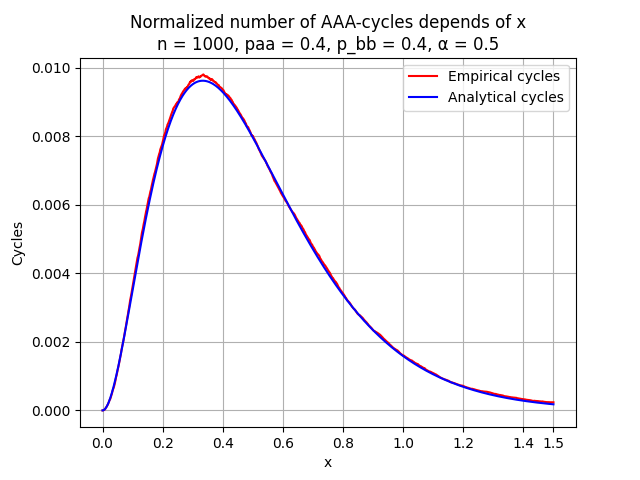 Normalized number of AAA-cycles depends of x
n = 1000, paa = 0.4, p_bb = 0.4, α = 0.5
Empirical cycles
Analytical cycles
0.010
0.008
0.006
0.004
0.002
0.000
Cycles
0.0 0.2 0.4 0.6 0.8 1.0 1.2 1.4 1.5
x